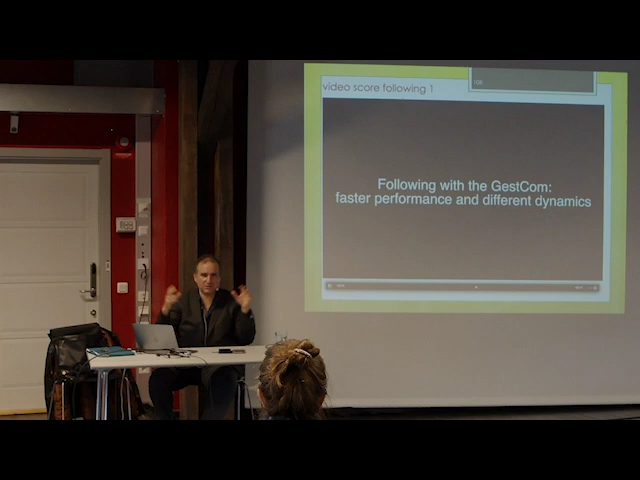 video score following 1
Following with the GestCom:
faster performance and different dynamics